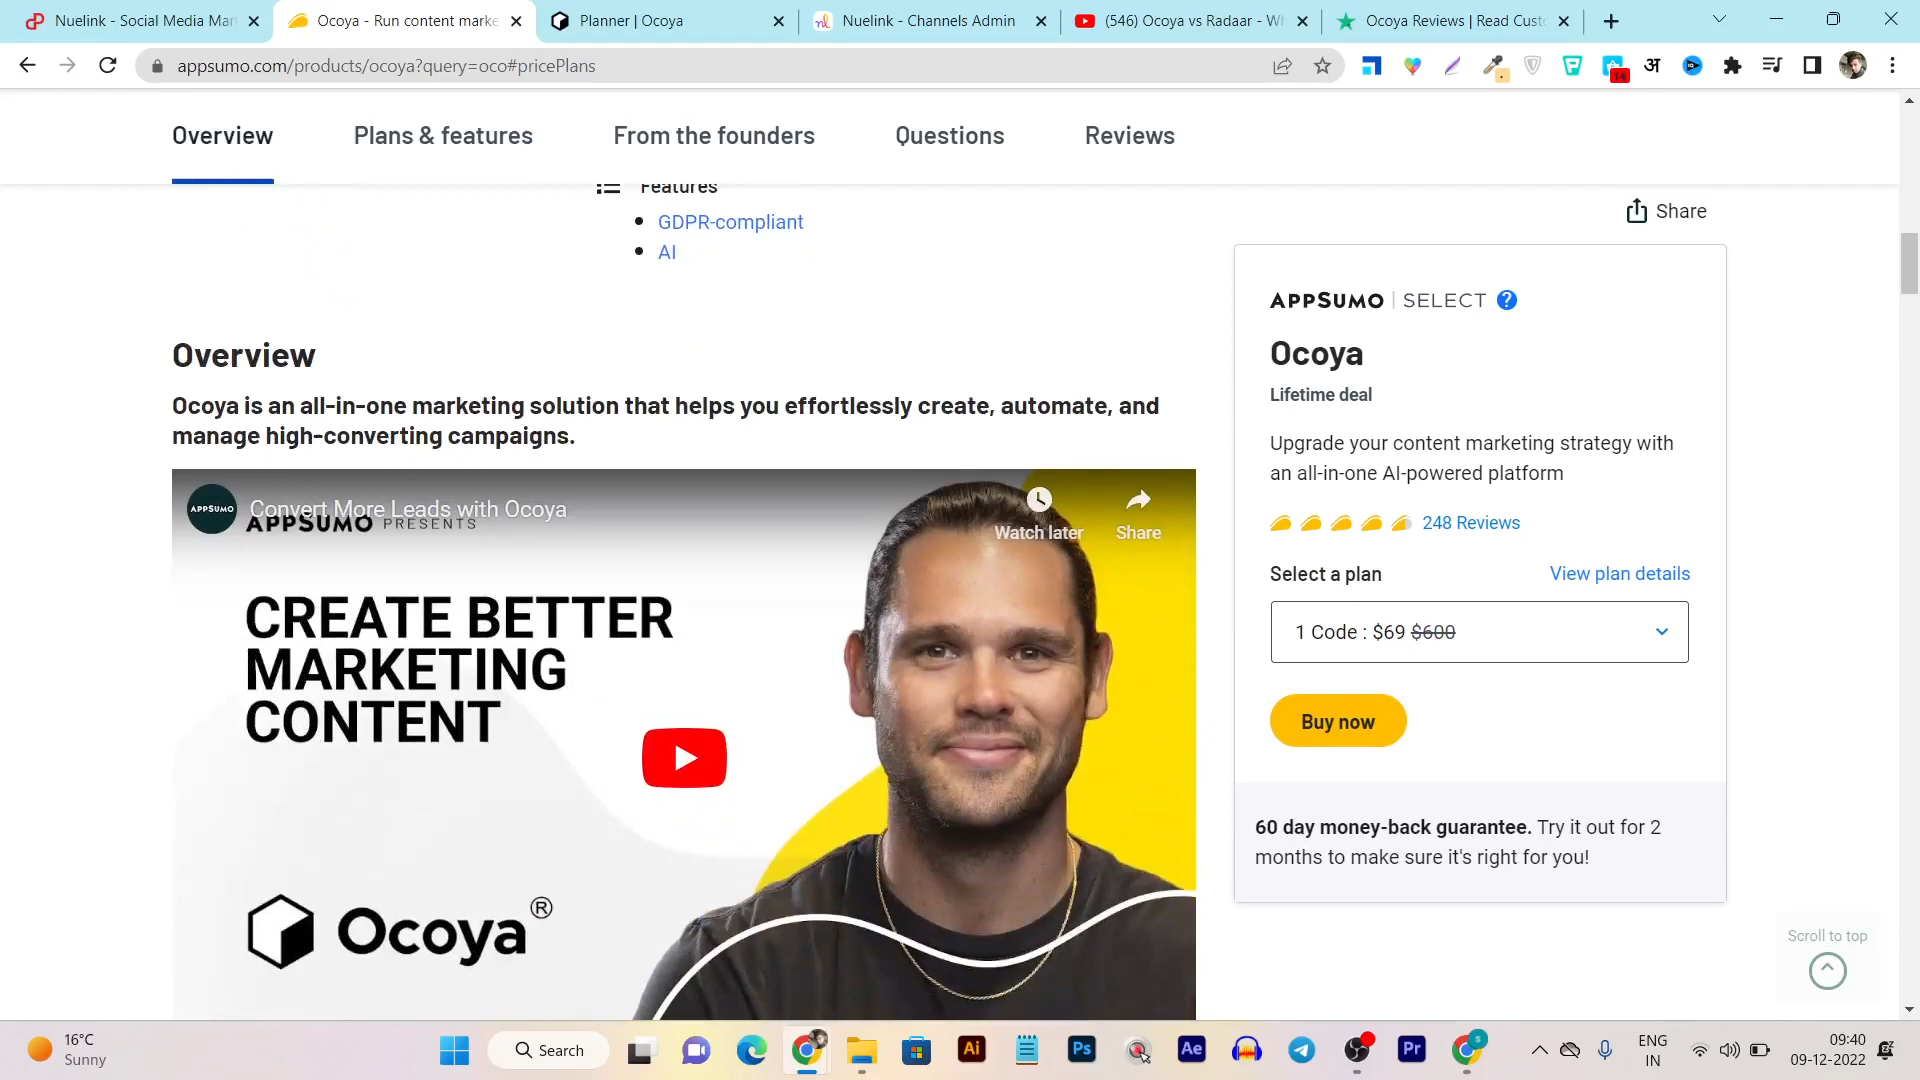 Nuelink - Social Media Mar
Ocoya - Run content marke
Planner | Ocoya
Nuelink - Channels Admin
(546) Ocoya vs Radaar - Wh
Ocoya Reviews | Read Custo
appsumo.com/products/ocoya?query=oco#pricePlans
14
अ
Overview
Plans & features
From the founders
Questions
Reviews
Features
GDPR-compliant
AI
Share
Overview
Ocoya is an all-in-one marketing solution that helps you effortlessly create, automate, and
manage high-converting campaigns.
APPSUMO
Convert More Leads with Ocoya
APPSUMO PRESENTS
Watch later
Share
CREATE BETTER
MARKETING
CONTENT
Ocoya®
APPSUMO | SELECT ?
Ocoya
Lifetime deal
Upgrade your content marketing strategy with
an all-in-one AI-powered platform
248 Reviews
Select a plan
View plan details
1 Code : $69 $600
Buy now
60 day money-back guarantee. Try it out for 2
months to make sure it's right for you!
Scroll to top
16°C
Sunny
Search
Ai
Ps
Ae
Pr
S
ENG
IN
09:40
09-12-2022